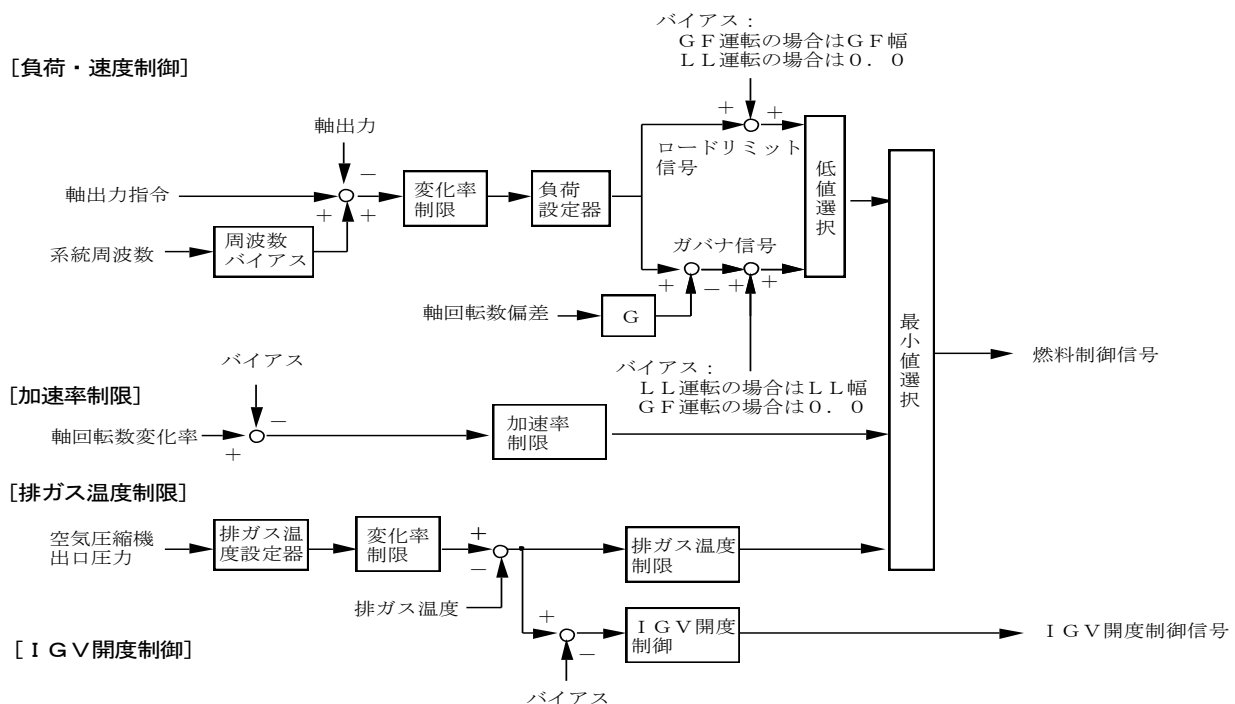 バイアス：
ＧＦ運転の場合はＧＦ幅
ＬＬ運転の場合は０．０
[負荷・速度制御]
軸出力
＋
＋
ロードリミット
信号
低値選択
軸出力指令
－
＋
＋
変化率
制限
負荷
設定器
系統周波数
周波数
バイアス
ガバナ信号
＋
－
＋
＋
軸回転数偏差
Ｇ
バイアス：
ＬＬ運転の場合はＬＬ幅
ＧＦ運転の場合は０．０
最小値選択
燃料制御信号
バイアス
[加速率制限]
軸回転数変化率
＋
－
加速率
制限
[排ガス温度制限]
空気圧縮機
出口圧力
排ガス温
度設定器
変化率
制限
＋
－
排ガス温度
制限
排ガス温度
[ＩＧＶ開度制御]
＋
－
ＩＧＶ開度
制御
ＩＧＶ開度制御信号
バイアス